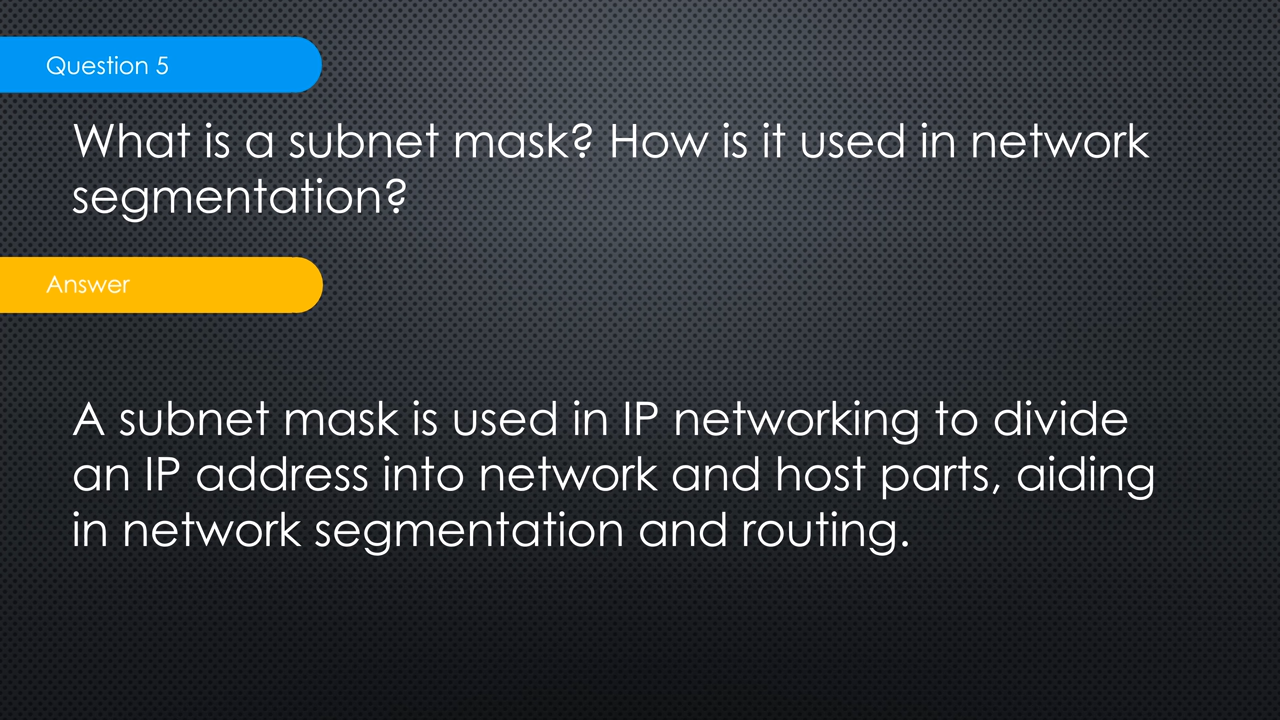 Question 5
What is a subnet mask? How is it used in network
segmentation?
Answer
A subnet mask is used in IP networking to divide
an IP address into network and host parts, aiding
in network segmentation and routing.